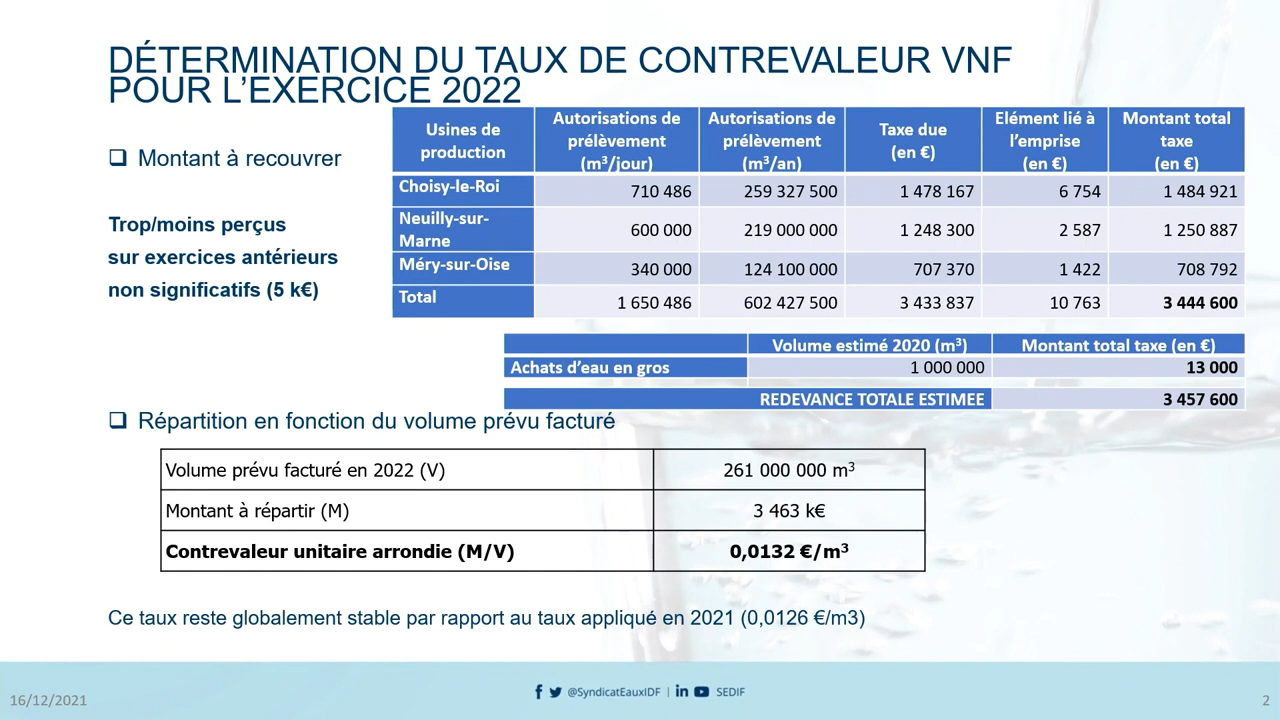 DÉTERMINATION DU TAUX DE CONTREVALEUR VNF
POUR L'EXERCICE 2022
❑ Montant à recouvrer
Trop/moins perçus
sur exercices antérieurs
non significatifs (5 k€)
Usines de production | Autorisations de prélèvement (m³/jour) | Autorisations de prélèvement (m³/an) | Taxe due (en €) | Elément lié à l'emprise (en €) | Montant total taxe (en €)
Choisy-le-Roi | 710 486 | 259 327 500 | 1 478 167 | 6 754 | 1 484 921
Neuilly-sur-Marne | 600 000 | 219 000 000 | 1 248 300 | 2 587 | 1 250 887
Méry-sur-Oise | 340 000 | 124 100 000 | 707 370 | 1 422 | 708 792
Total | 1 650 486 | 602 427 500 | 3 433 837 | 10 763 | 3 444 600
Volume estimé 2020 (m³) | Montant total taxe (en €)
Achats d'eau en gros | 1 000 000 | 13 000
REDEVANCE TOTALE ESTIMEE | 3 457 600
❑ Répartition en fonction du volume prévu facturé
Volume prévu facturé en 2022 (V) | 261 000 000 m³
Montant à répartir (M) | 3 463 k€
Contrevaleur unitaire arrondie (M/V) | 0,0132 €/m³
Ce taux reste globalement stable par rapport au taux appliqué en 2021 (0,0126 €/m3)
16/12/2021
@SyndicatEauxIDF | SEDIF
2